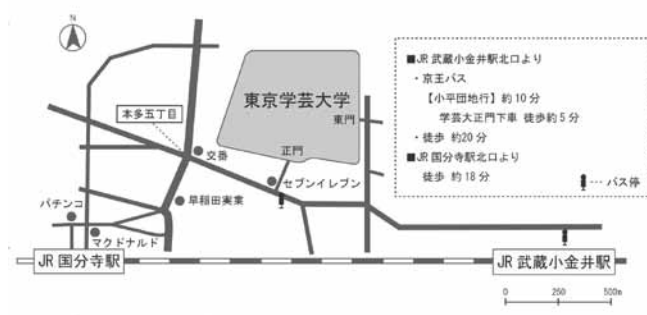 N
東京学芸大学
東門
正門
本多五丁目
交番
セブンイレブン
早稲田実業
パチンコ
マクドナルド
JR 国分寺駅
JR 武蔵小金井駅
■JR 武蔵小金井駅北口より
・京王バス
【小平団地行】約10分
学芸大正門下車 徒歩約5分
・徒歩 約20分
■JR 国分寺駅北口より
徒歩 約18分
… バス停
0 250 500m